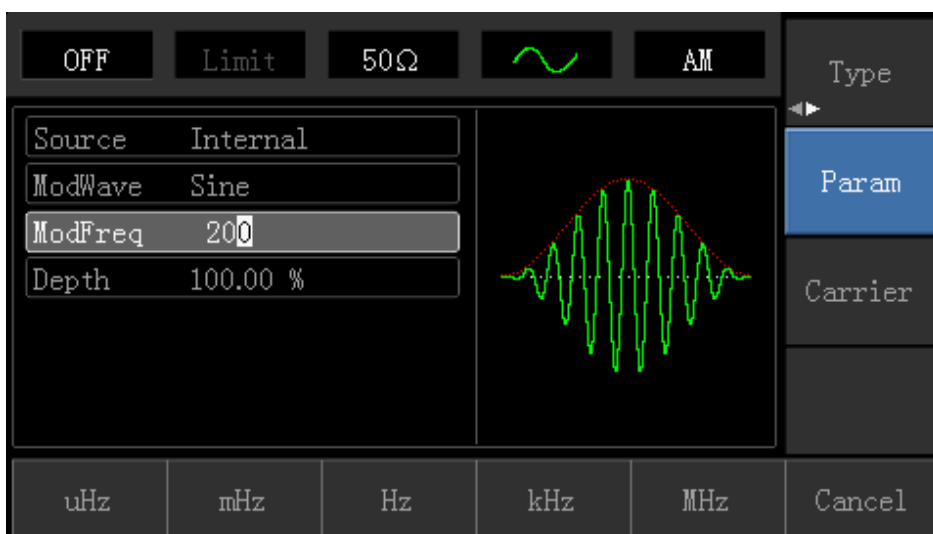 OFF Limit 50Ω AM
Type
Source Internal
ModWave Sine
Param
ModFreq 200
Depth 100.00 %
Carrier
uHz mHz Hz kHz MHz Cancel